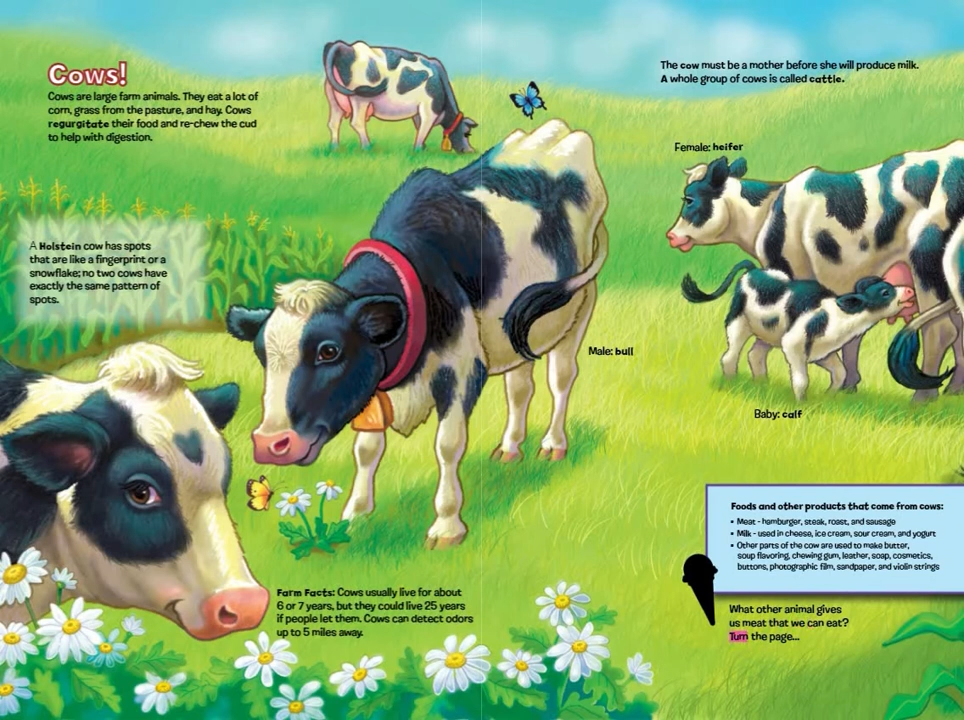 Cows!
Cows are large farm animals. They eat a lot of
corn, grass from the pasture, and hay. Cows
regurgitate their food and re-chew the cud
to help with digestion.
The cow must be a mother before she will produce milk.
A whole group of cows is called cattle.
Female: heifer
A Holstein cow has spots
that are like a fingerprint or a
snowflake; no two cows have
exactly the same pattern of
spots.
Male: bull
Baby: calf
Foods and other products that come from cows:
• Meat - hamburger, steak, roast, and sausage
• Milk - used in cheese, ice cream, sour cream, and yogurt
• Other parts of the cow are used to make butter,
soup flavoring, chewing gum, leather, soap, cosmetics,
buttons, photographic film, sandpaper, and violin strings
Farm Facts: Cows usually live for about
6 or 7 years, but they could live 25 years
if people let them. Cows can detect odors
up to 5 miles away.
What other animal gives
us meat that we can eat?
Turn the page...